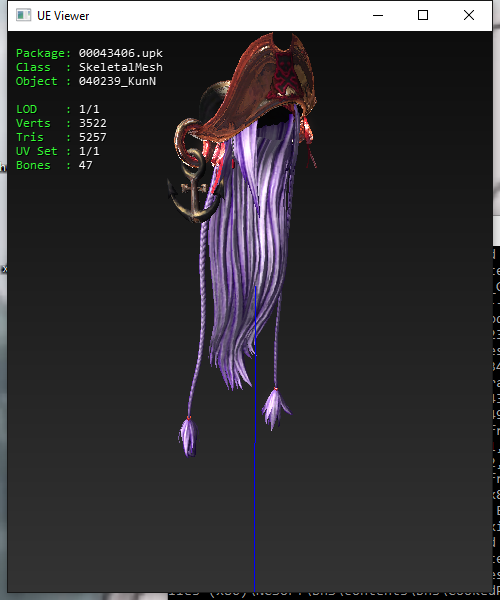 UE Viewer
Package: 00043406.upk
Class : SkeletalMesh
Object : 040239_KunN
LOD : 1/1
Verts : 3522
Tris : 5257
UV Set : 1/1
Bones : 47